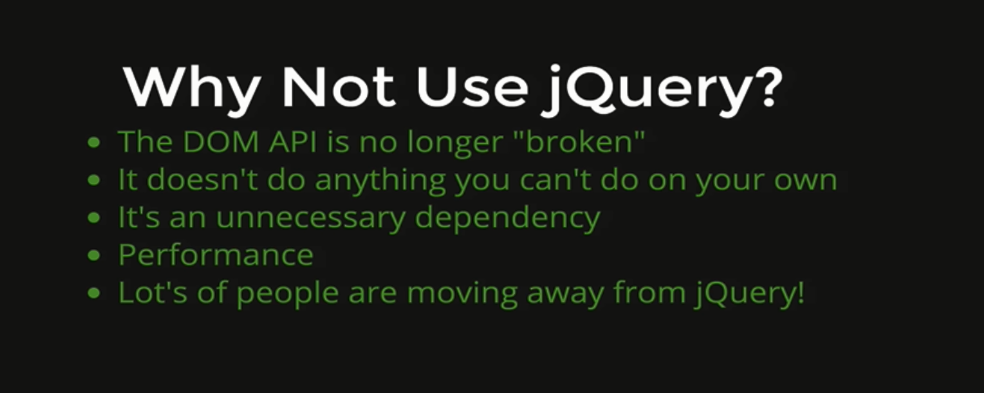 Why Not Use jQuery?
• The DOM API is no longer "broken"
• It doesn't do anything you can't do on your own
• It's an unnecessary dependency
• Performance
• Lot's of people are moving away from jQuery!